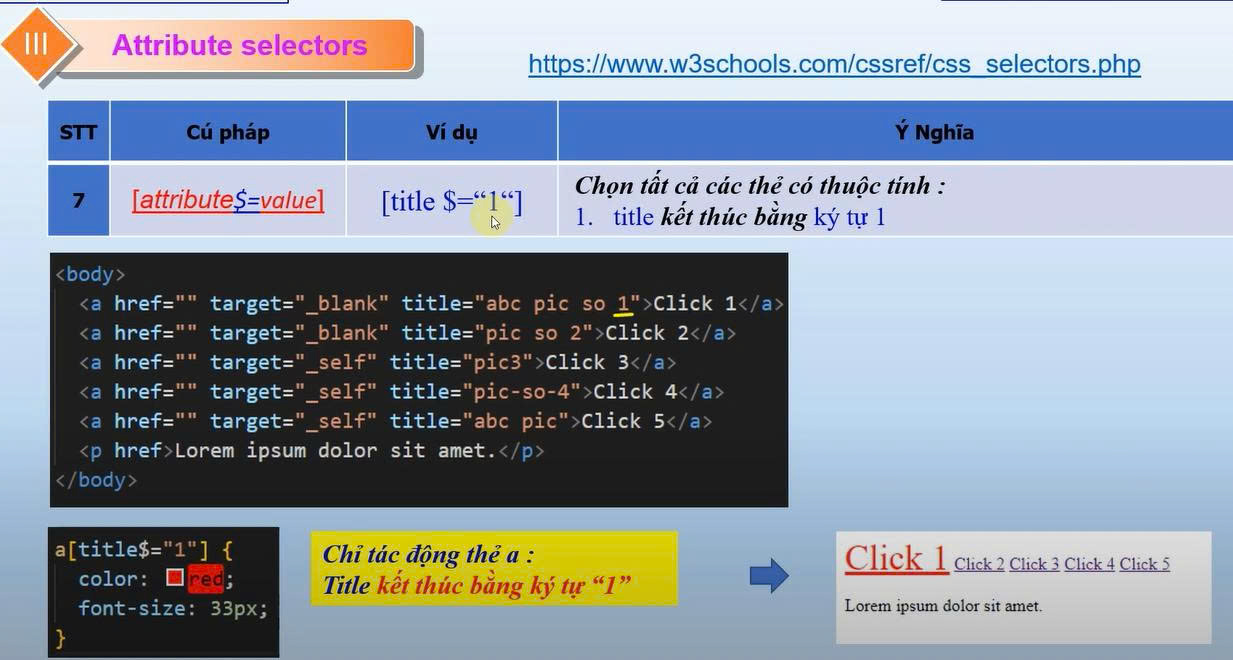 III
Attribute selectors
https://www.w3schools.com/cssref/css_selectors.php
STT Cú pháp Ví dụ Ý Nghĩa
7 [attribute$=value] [title $=“1“] Chọn tất cả các thẻ có thuộc tính :
1. title kết thúc bằng ký tự 1
<body>
<a href="" target="_blank" title="abc pic so 1">Click 1</a>
<a href="" target="_blank" title="pic so 2">Click 2</a>
<a href="" target="_self" title="pic3">Click 3</a>
<a href="" target="_self" title="pic-so-4">Click 4</a>
<a href="" target="_self" title="abc pic">Click 5</a>
<p href>Lorem ipsum dolor sit amet.</p>
</body>
a[title$="1"] {
color: red;
font-size: 33px;
}
Chỉ tác động thẻ a :
Title kết thúc bằng ký tự “1”
Click 1 Click 2 Click 3 Click 4 Click 5
Lorem ipsum dolor sit amet.